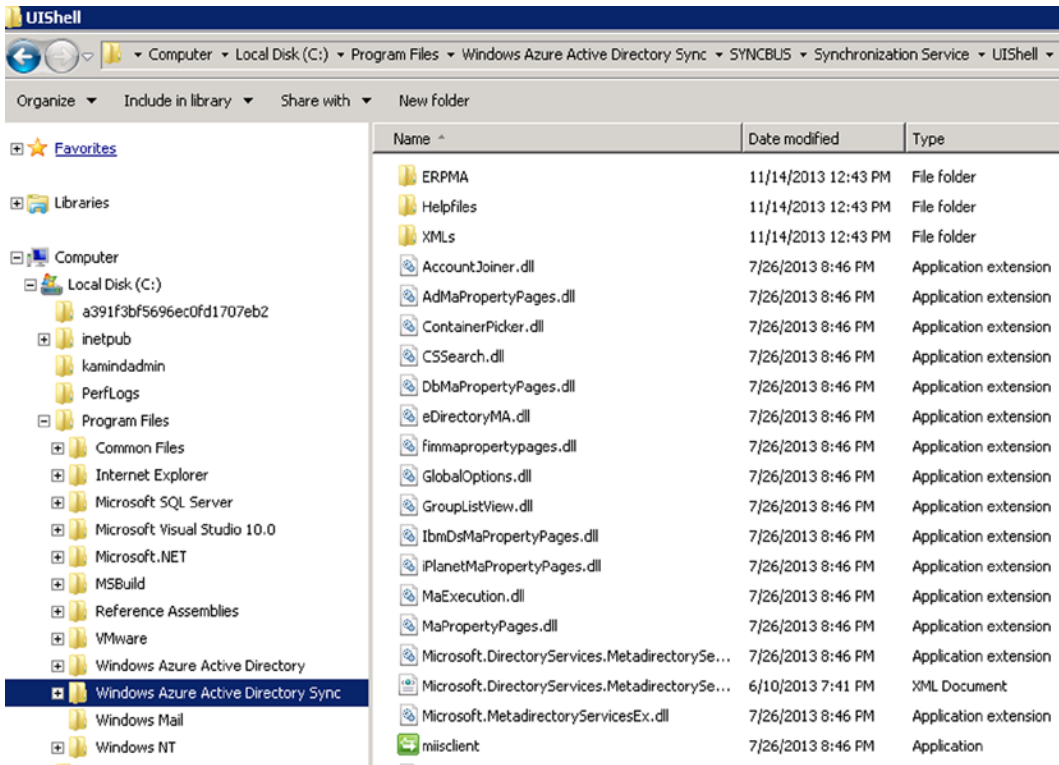 UIShell
Computer Local Disk (C:) Program Files Windows Azure Active Directory Sync SYNCBUS Synchronization Service UIShell
Organize Include in library Share with New folder
Favorites
Libraries
Computer
Local Disk (C:)
a391f3bf5696ec0fd1707eb2
inetpub
kamindadmin
PerfLogs
Program Files
Common Files
Internet Explorer
Microsoft SQL Server
Microsoft Visual Studio 10.0
Microsoft.NET
MSBuild
Reference Assemblies
VMware
Windows Azure Active Directory
Windows Azure Active Directory Sync
Windows Mail
Windows NT
Name Date modified Type
ERPMA 11/14/2013 12:43 PM File folder
Helpfiles 11/14/2013 12:43 PM File folder
XMLs 11/14/2013 12:43 PM File folder
AccountJoiner.dll 7/26/2013 8:46 PM Application extension
AdMaPropertyPages.dll 7/26/2013 8:46 PM Application extension
ContainerPicker.dll 7/26/2013 8:46 PM Application extension
CSSearch.dll 7/26/2013 8:46 PM Application extension
DbMaPropertyPages.dll 7/26/2013 8:46 PM Application extension
eDirectoryMA.dll 7/26/2013 8:46 PM Application extension
fimmapropertypages.dll 7/26/2013 8:46 PM Application extension
GlobalOptions.dll 7/26/2013 8:46 PM Application extension
GroupListView.dll 7/26/2013 8:46 PM Application extension
IbmDsMaPropertyPages.dll 7/26/2013 8:46 PM Application extension
iPlanetMaPropertyPages.dll 7/26/2013 8:46 PM Application extension
MaExecution.dll 7/26/2013 8:46 PM Application extension
MaPropertyPages.dll 7/26/2013 8:46 PM Application extension
Microsoft.DirectoryServices.MetadirectorySe... 7/26/2013 8:46 PM Application extension
Microsoft.DirectoryServices.MetadirectorySe... 6/10/2013 7:41 PM XML Document
Microsoft.MetadirectoryServicesEx.dll 7/26/2013 8:46 PM Application extension
miisclient 7/26/2013 8:46 PM Application